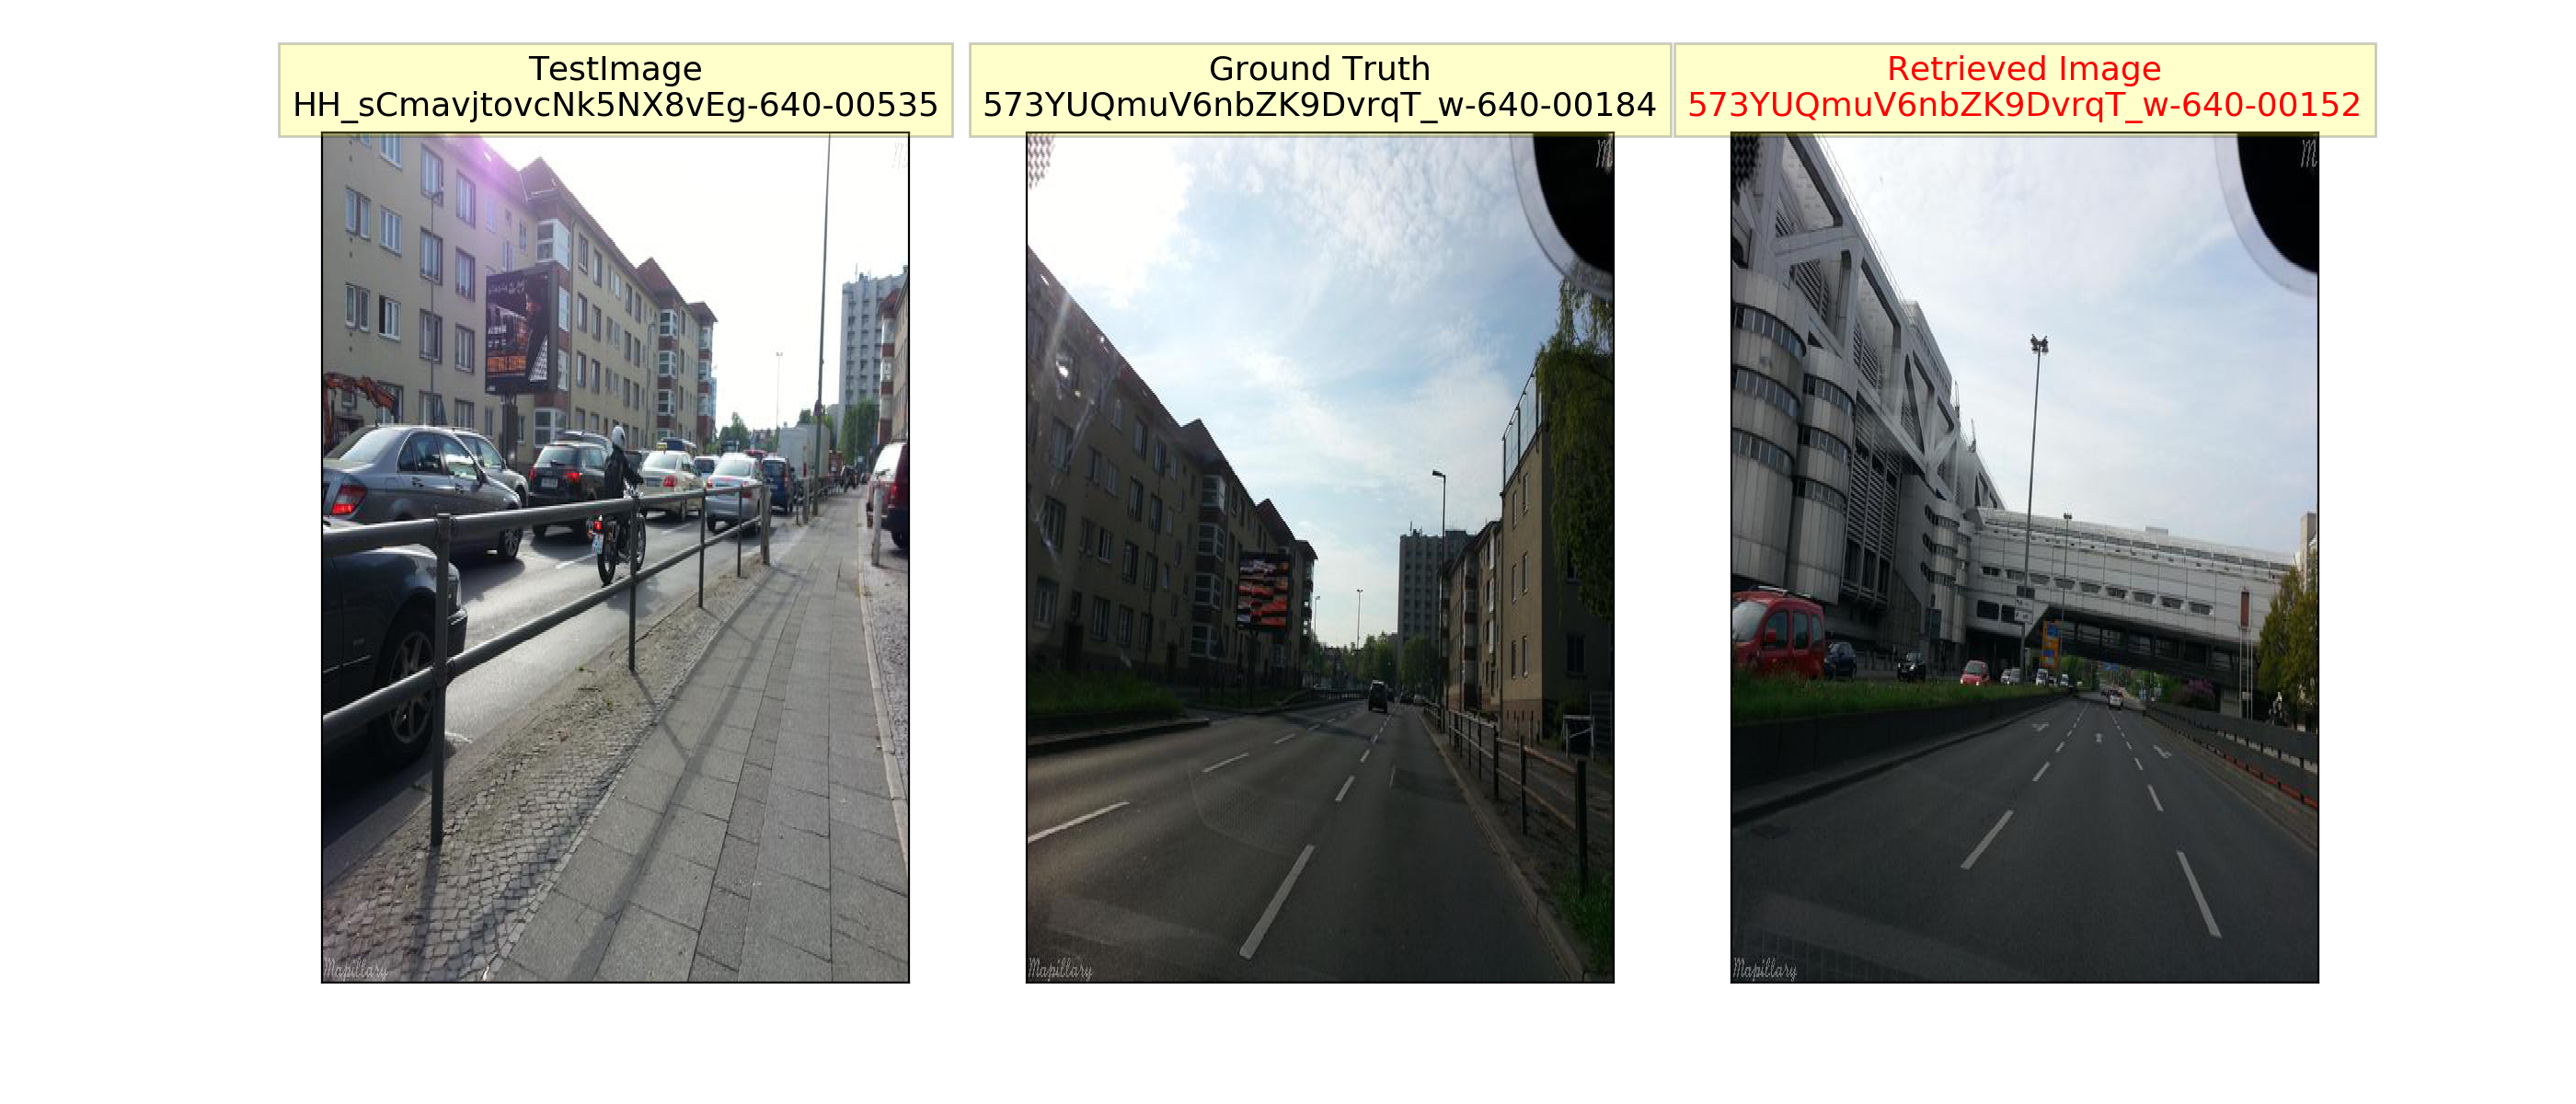 TestImage
HH_sCmavjtovcNk5NX8vEg-640-00535
Ground Truth
573YUQmuV6nbZK9DvrqT_w-640-00184
Retrieved Image
573YUQmuV6nbZK9DvrqT_w-640-00152
M
M
Mapillary
Mapillary
Mapillary